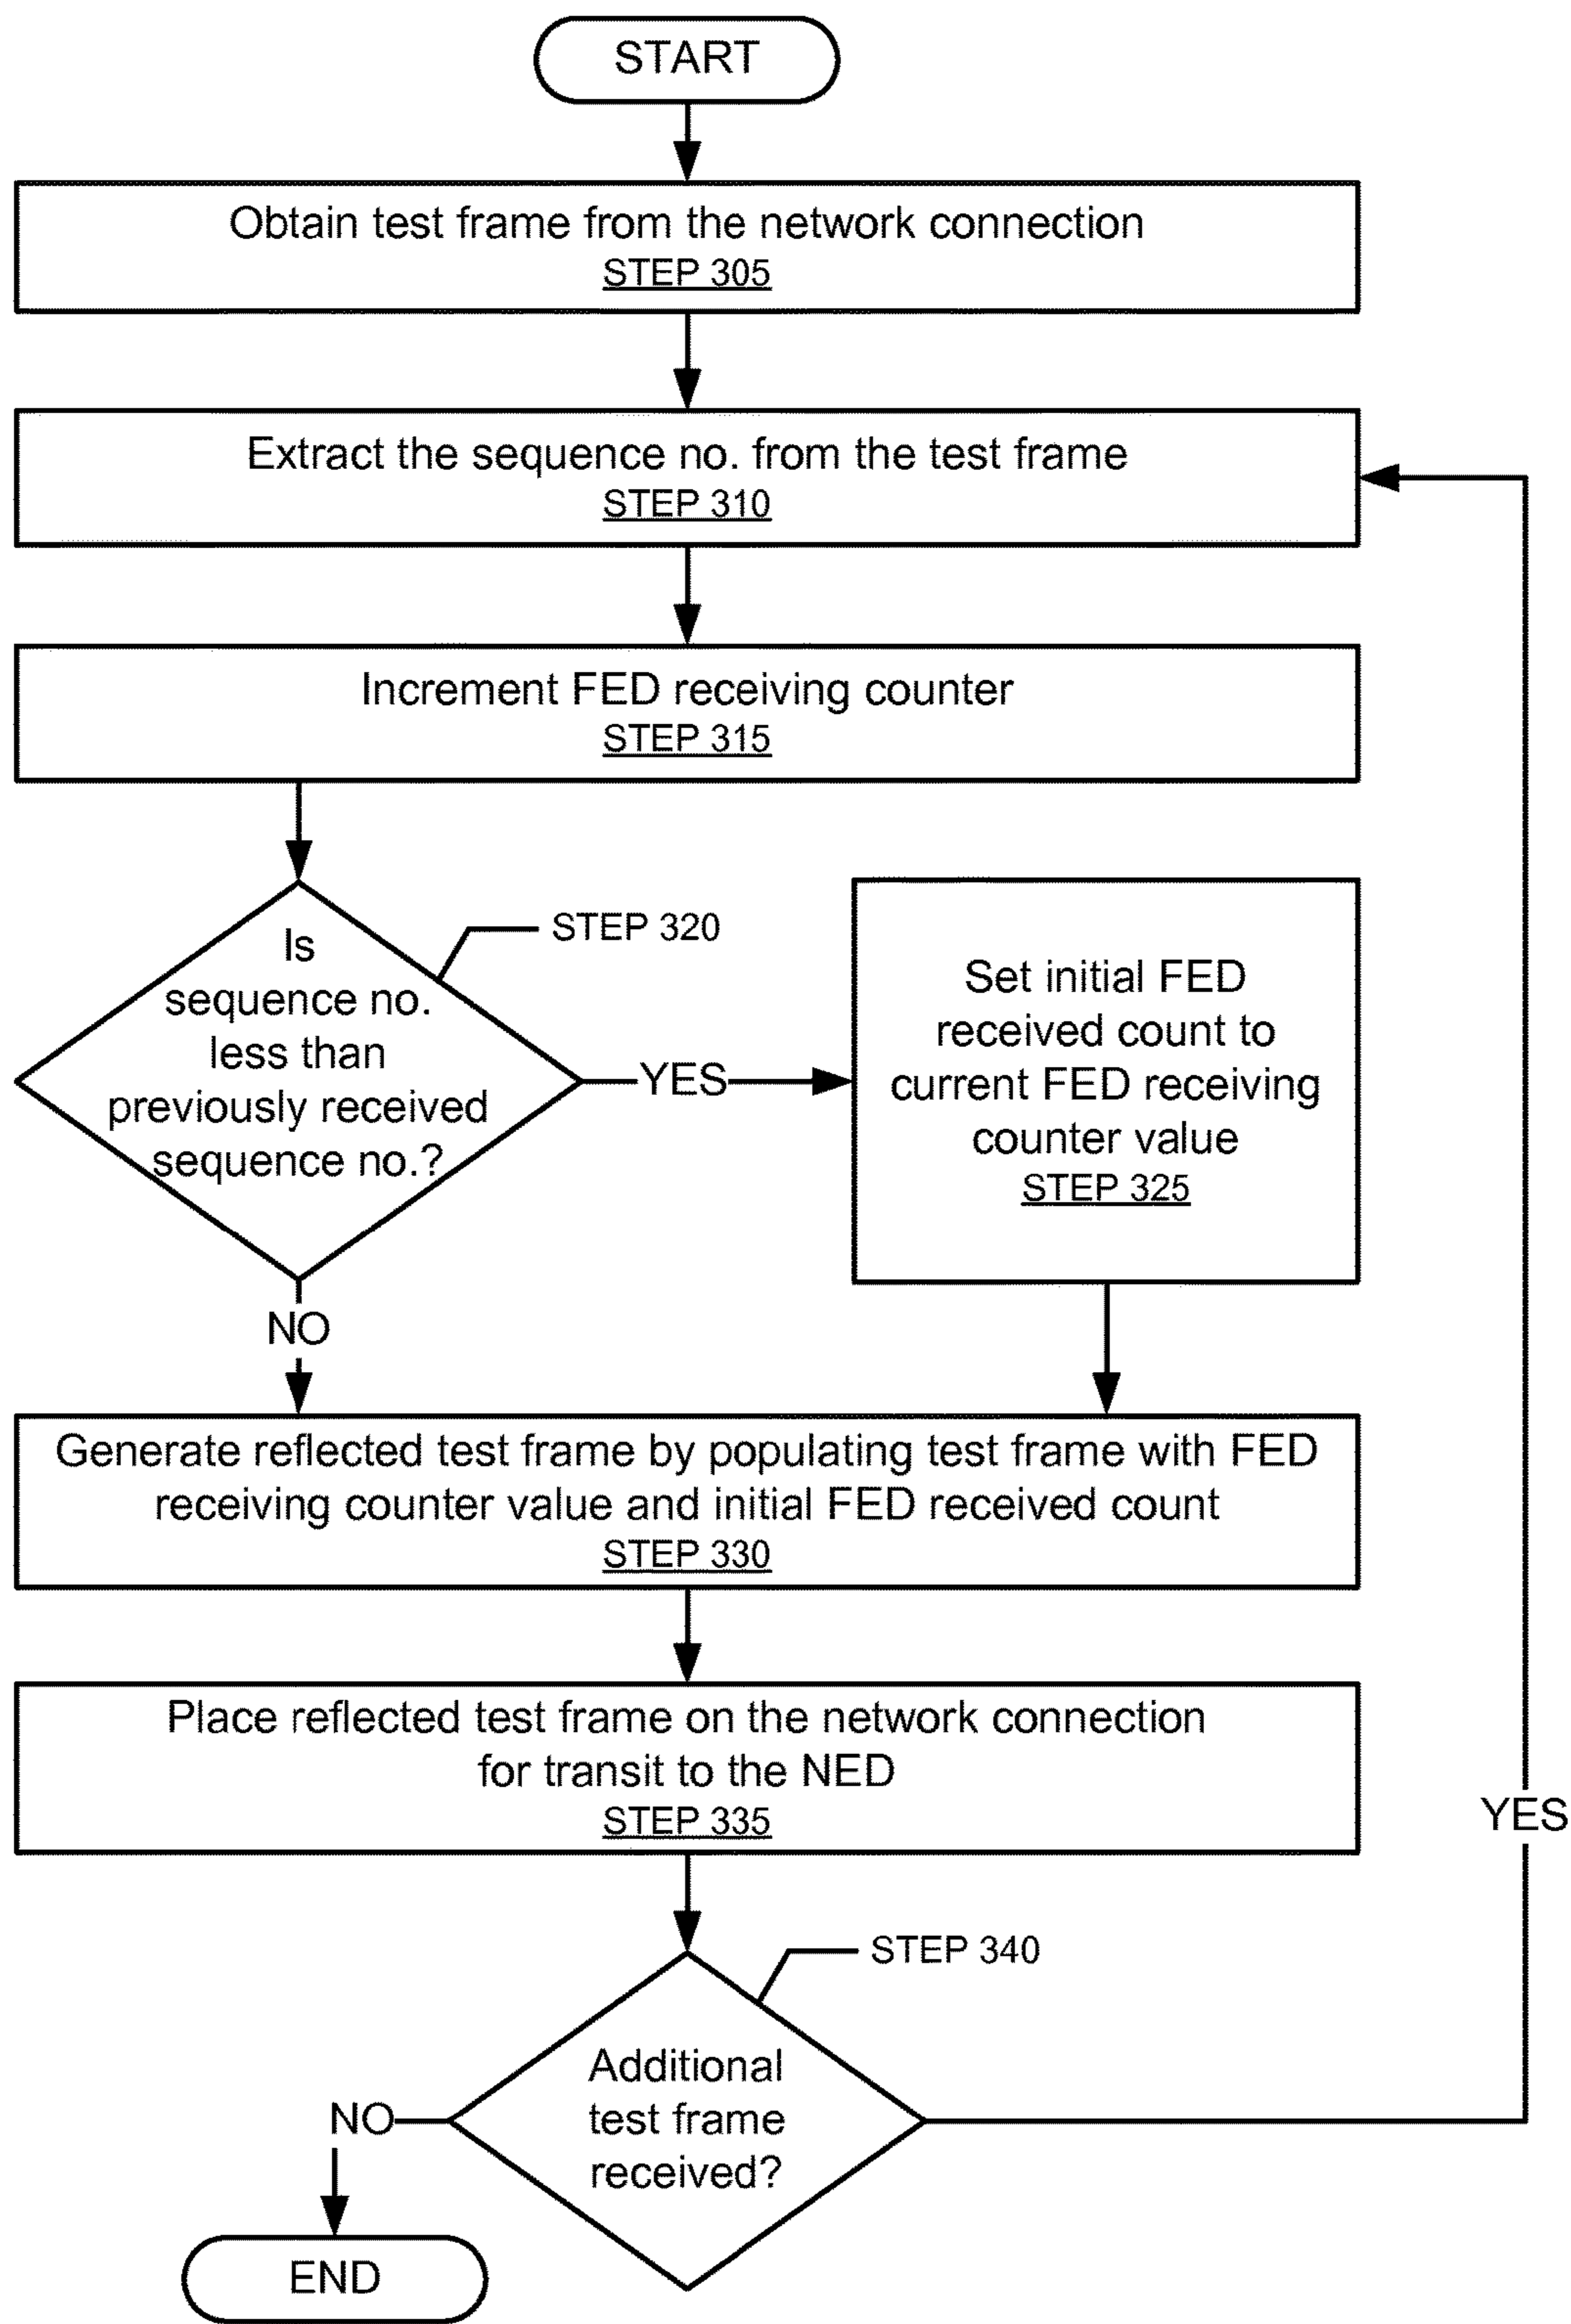 START
Obtain test frame from the network connection
STEP 305
Extract the sequence no. from the test frame
STEP 310
Increment FED receiving counter
STEP 315
STEP 320
Is
sequence no.
less than
previously received
sequence no.?
YES
NO
Set initial FED
received count to
current FED receiving
counter value
STEP 325
Generate reflected test frame by populating test frame with FED
receiving counter value and initial FED received count
STEP 330
Place reflected test frame on the network connection
for transit to the NED
STEP 335
STEP 340
Additional
test frame
received?
YES
NO
END